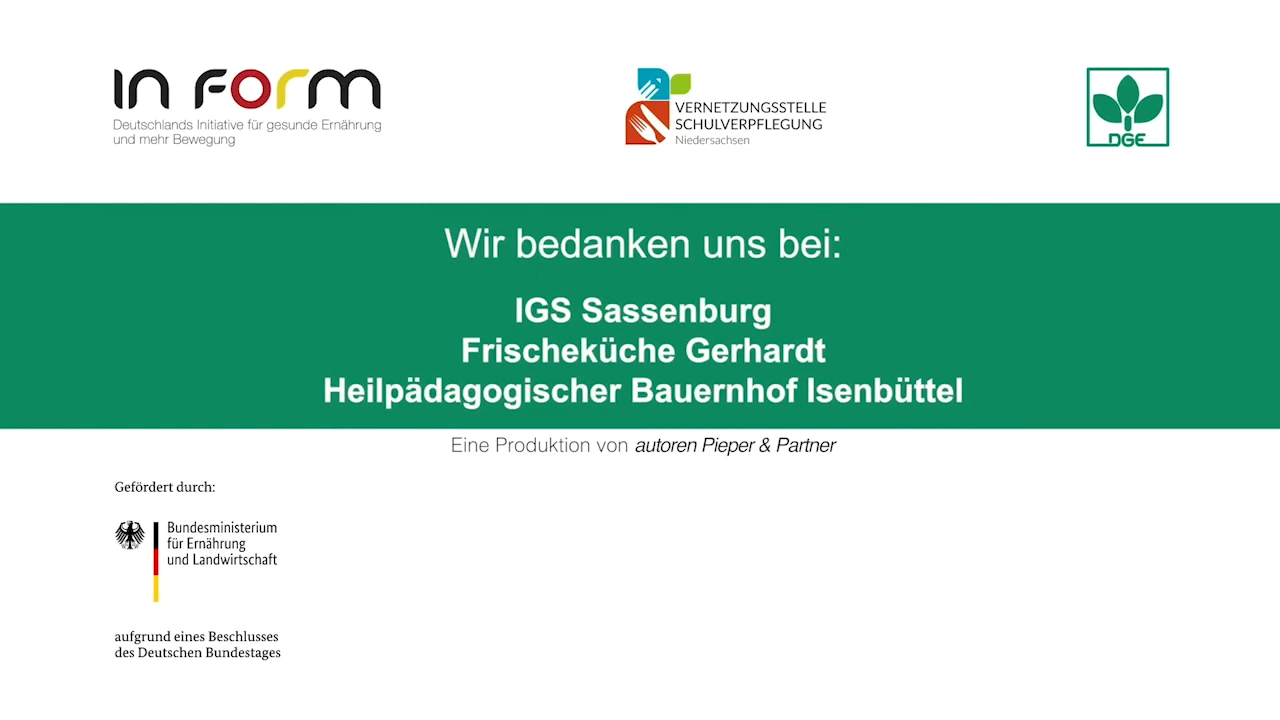 IN FORM
Deutschlands Initiative für gesunde Ernährung
und mehr Bewegung
VERNETZUNGSSTELLE
SCHULVERPFLEGUNG
Niedersachsen
DGE
Wir bedanken uns bei:
IGS Sassenburg
Frischeküche Gerhardt
Heilpädagogischer Bauernhof Isenbüttel
Eine Produktion von autoren Pieper & Partner
Gefördert durch:
Bundesministerium
für Ernährung
und Landwirtschaft
aufgrund eines Beschlusses
des Deutschen Bundestages